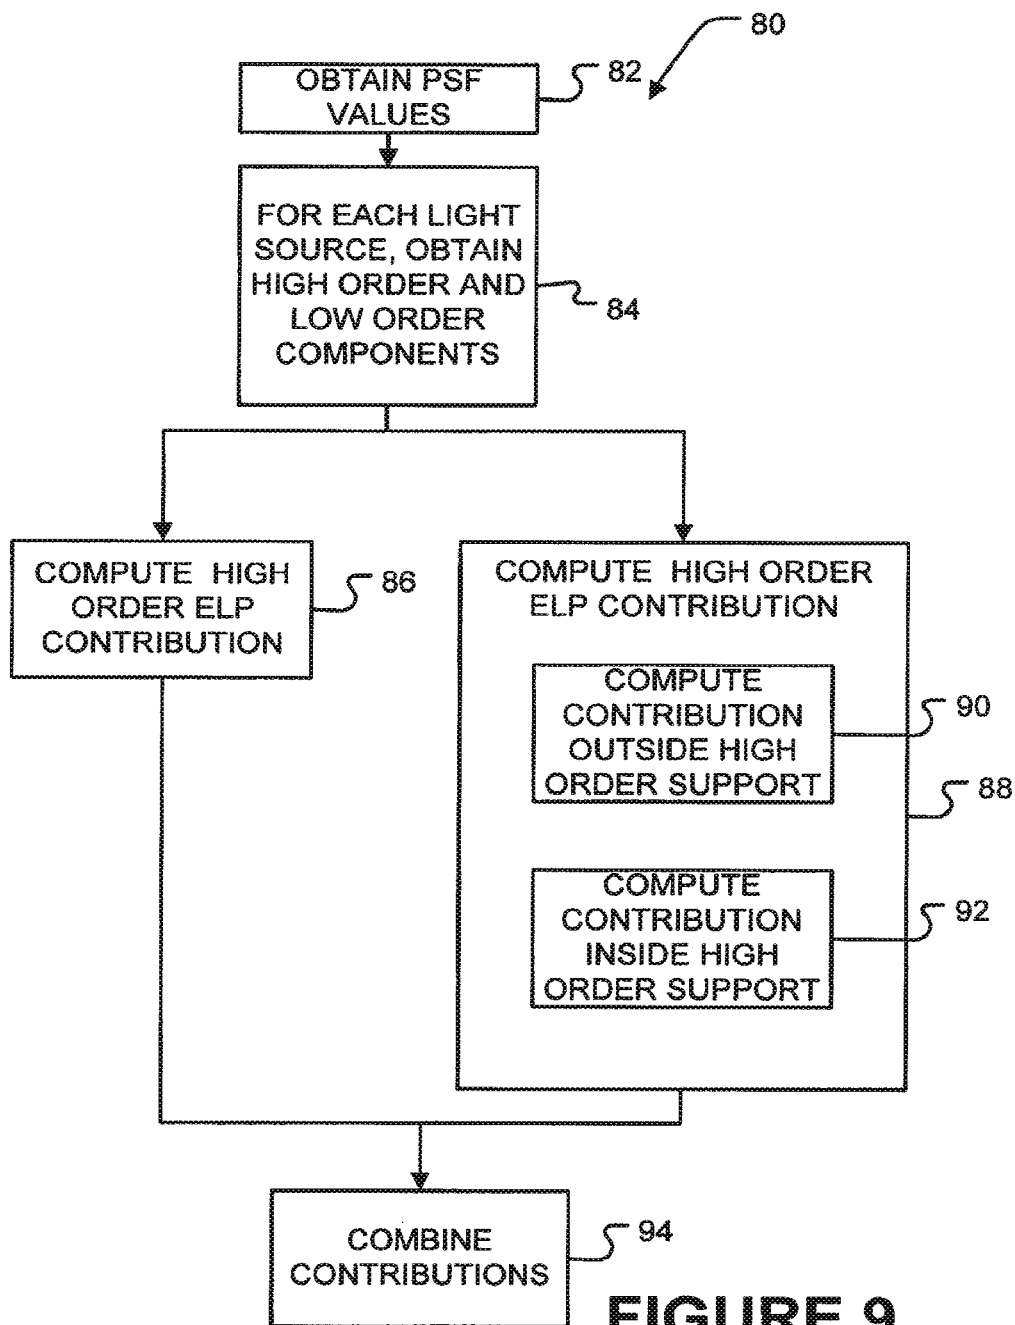 80
OBTAIN PSF
VALUES
82
FOR EACH LIGHT
SOURCE, OBTAIN
HIGH ORDER AND
LOW ORDER
COMPONENTS
84
COMPUTE HIGH
ORDER ELP
CONTRIBUTION
86
COMPUTE HIGH ORDER
ELP CONTRIBUTION
COMPUTE
CONTRIBUTION
OUTSIDE HIGH
ORDER SUPPORT
90
88
COMPUTE
CONTRIBUTION
INSIDE HIGH
ORDER SUPPORT
92
COMBINE
CONTRIBUTIONS
94
FIGURE 9